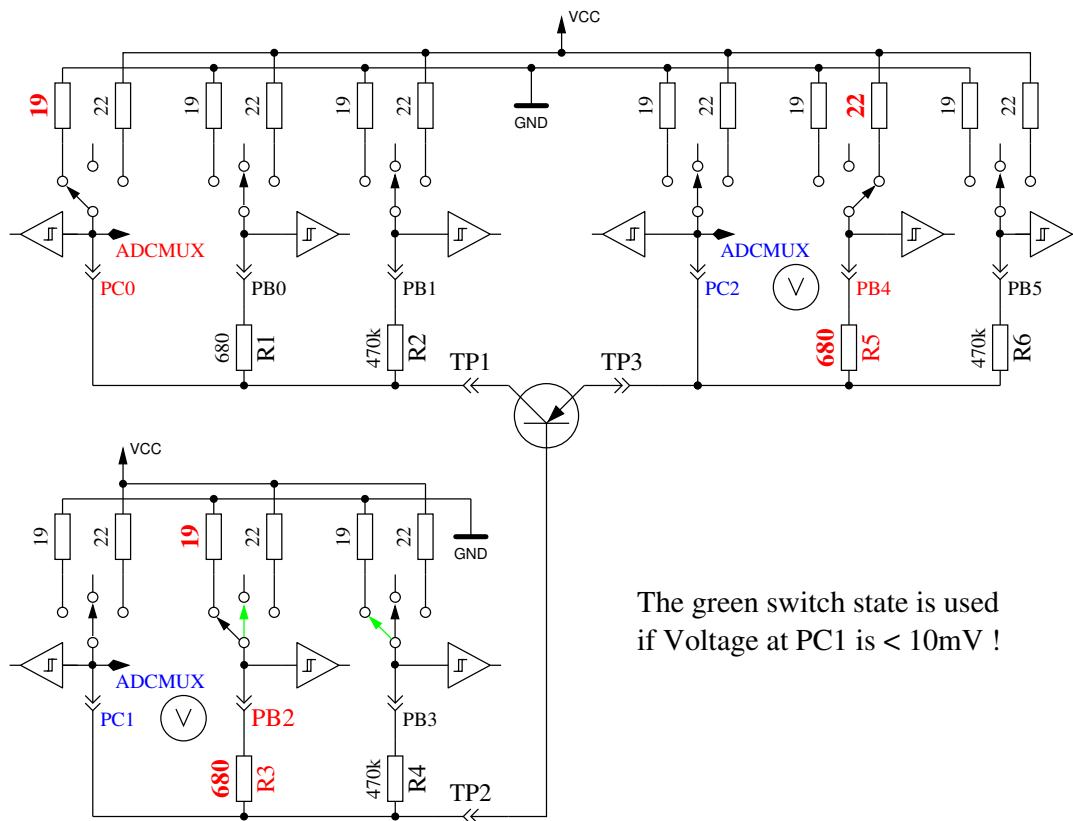 VCC
19 22 19 22 19 22 GND 19 22 19 22 19 22
ADCMUX ADCMUX
PC0 PB0 PB1 PC2 V PB4 PB5
680 R1 470k R2 680 R5 470k R6
TP1 TP3
VCC
19 22 19 22 19 22 GND
ADCMUX
PC1 V PB2 PB3
680 R3 470k R4
TP2
The green switch state is used
if Voltage at PC1 is < 10mV !